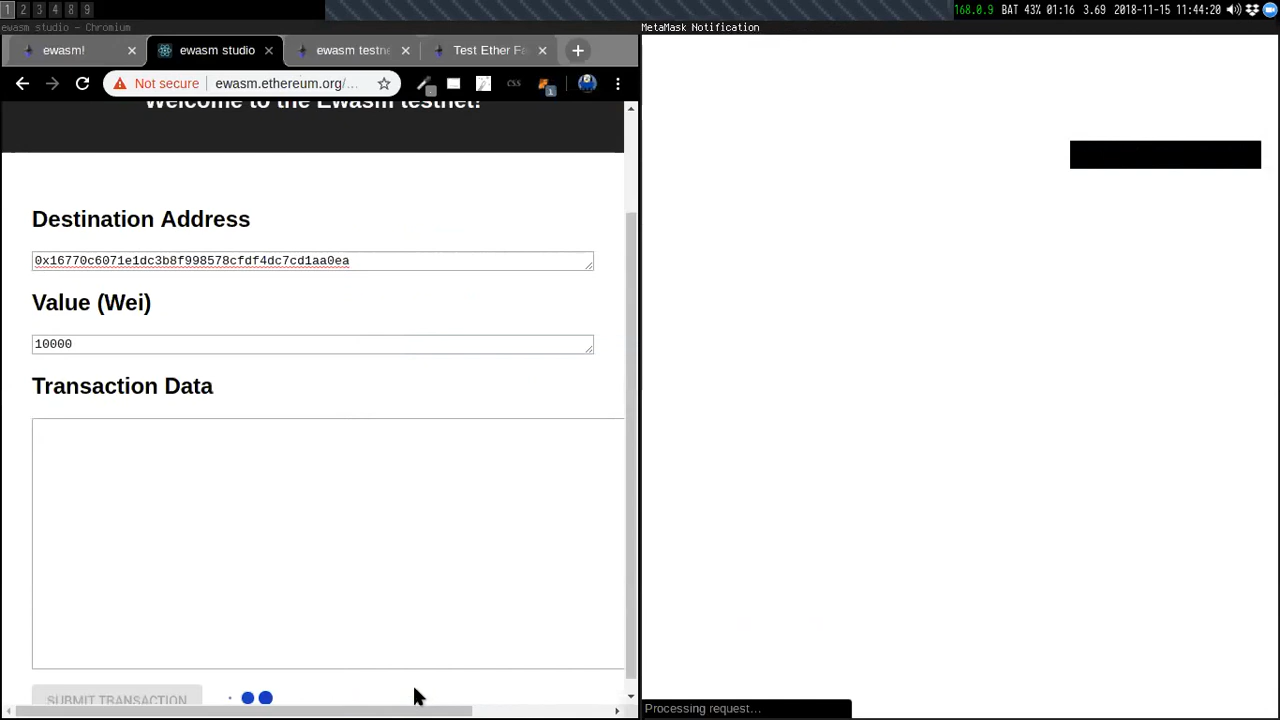 1 2 3 4 8 9
168.0.9 BAT 43% 01:16 3.69 2018-11-15 11:44:20
ewasm studio - Chromium
MetaMask Notification
ewasm!
ewasm studio
ewasm testne
Test Ether Fa
Not secure
ewasm.ethereum.org/...
CSS
1
Welcome to the Ewasm testnet!
Destination Address
0x16770c6071e1dc3b8f998578cfdf4dc7cd1aa0ea
Value (Wei)
10000
Transaction Data
SUBMIT TRANSACTION
Processing request...